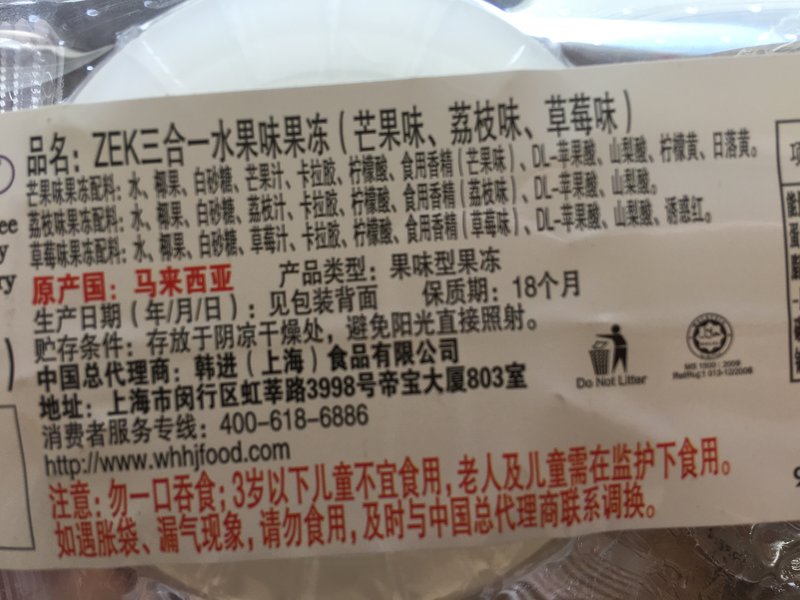 品名：ZEK三合一水果味果冻（芒果味、荔枝味、草莓味）
芒果味果冻配料：水、椰果、白砂糖、芒果汁、卡拉胶、柠檬酸、食用香精（芒果味）、DL-苹果酸、山梨酸、柠檬黄、日落黄。
荔枝味果冻配料：水、椰果、白砂糖、荔枝汁、卡拉胶、柠檬酸、食用香精（荔枝味）、DL-苹果酸、山梨酸。
草莓味果冻配料：水、椰果、白砂糖、草莓汁、卡拉胶、柠檬酸、食用香精（草莓味）、DL-苹果酸、山梨酸、诱惑红。
原产国：马来西亚 产品类型：果味型果冻
生产日期（年/月/日）：见包装背面 保质期：18个月
贮存条件：存放于阴凉干燥处，避免阳光直接照射。
中国总代理商：韩进（上海）食品有限公司
地址：上海市闵行区虹莘路3998号帝宝大厦803室
消费者服务专线：400-618-6886
http://www.whhjfood.com
Do Not Litter
MS 1500：2009
注意：勿一口吞食；3岁以下儿童不宜食用，老人及儿童需在监护下食用。
如遇胀袋、漏气现象，请勿食用，及时与中国总代理商联系调换。